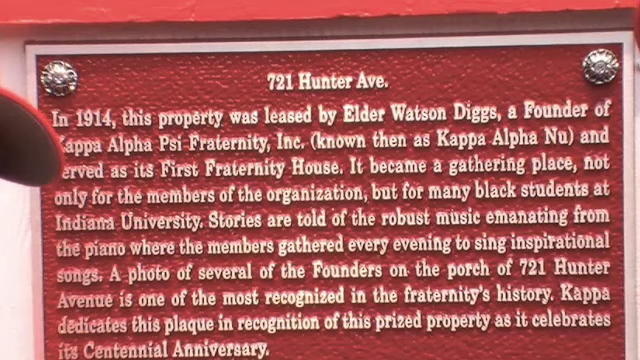 721 Hunter Ave.
In 1914, this property was leased by Elder Watson Diggs, a Founder of
Kappa Alpha Psi Fraternity, Inc. (known then as Kappa Alpha Nu) and
served as its First Fraternity House. It became a gathering place, not
only for the members of the organization, but for many black students at
Indiana University. Stories are told of the robust music emanating from
the piano where the members gathered every evening to sing inspirational
songs. A photo of several of the Founders on the porch of 721 Hunter
Avenue is one of the most recognized in the fraternity's history. Kappa
dedicates this plaque in recognition of this prized property as it celebrates
its Centennial Anniversary.